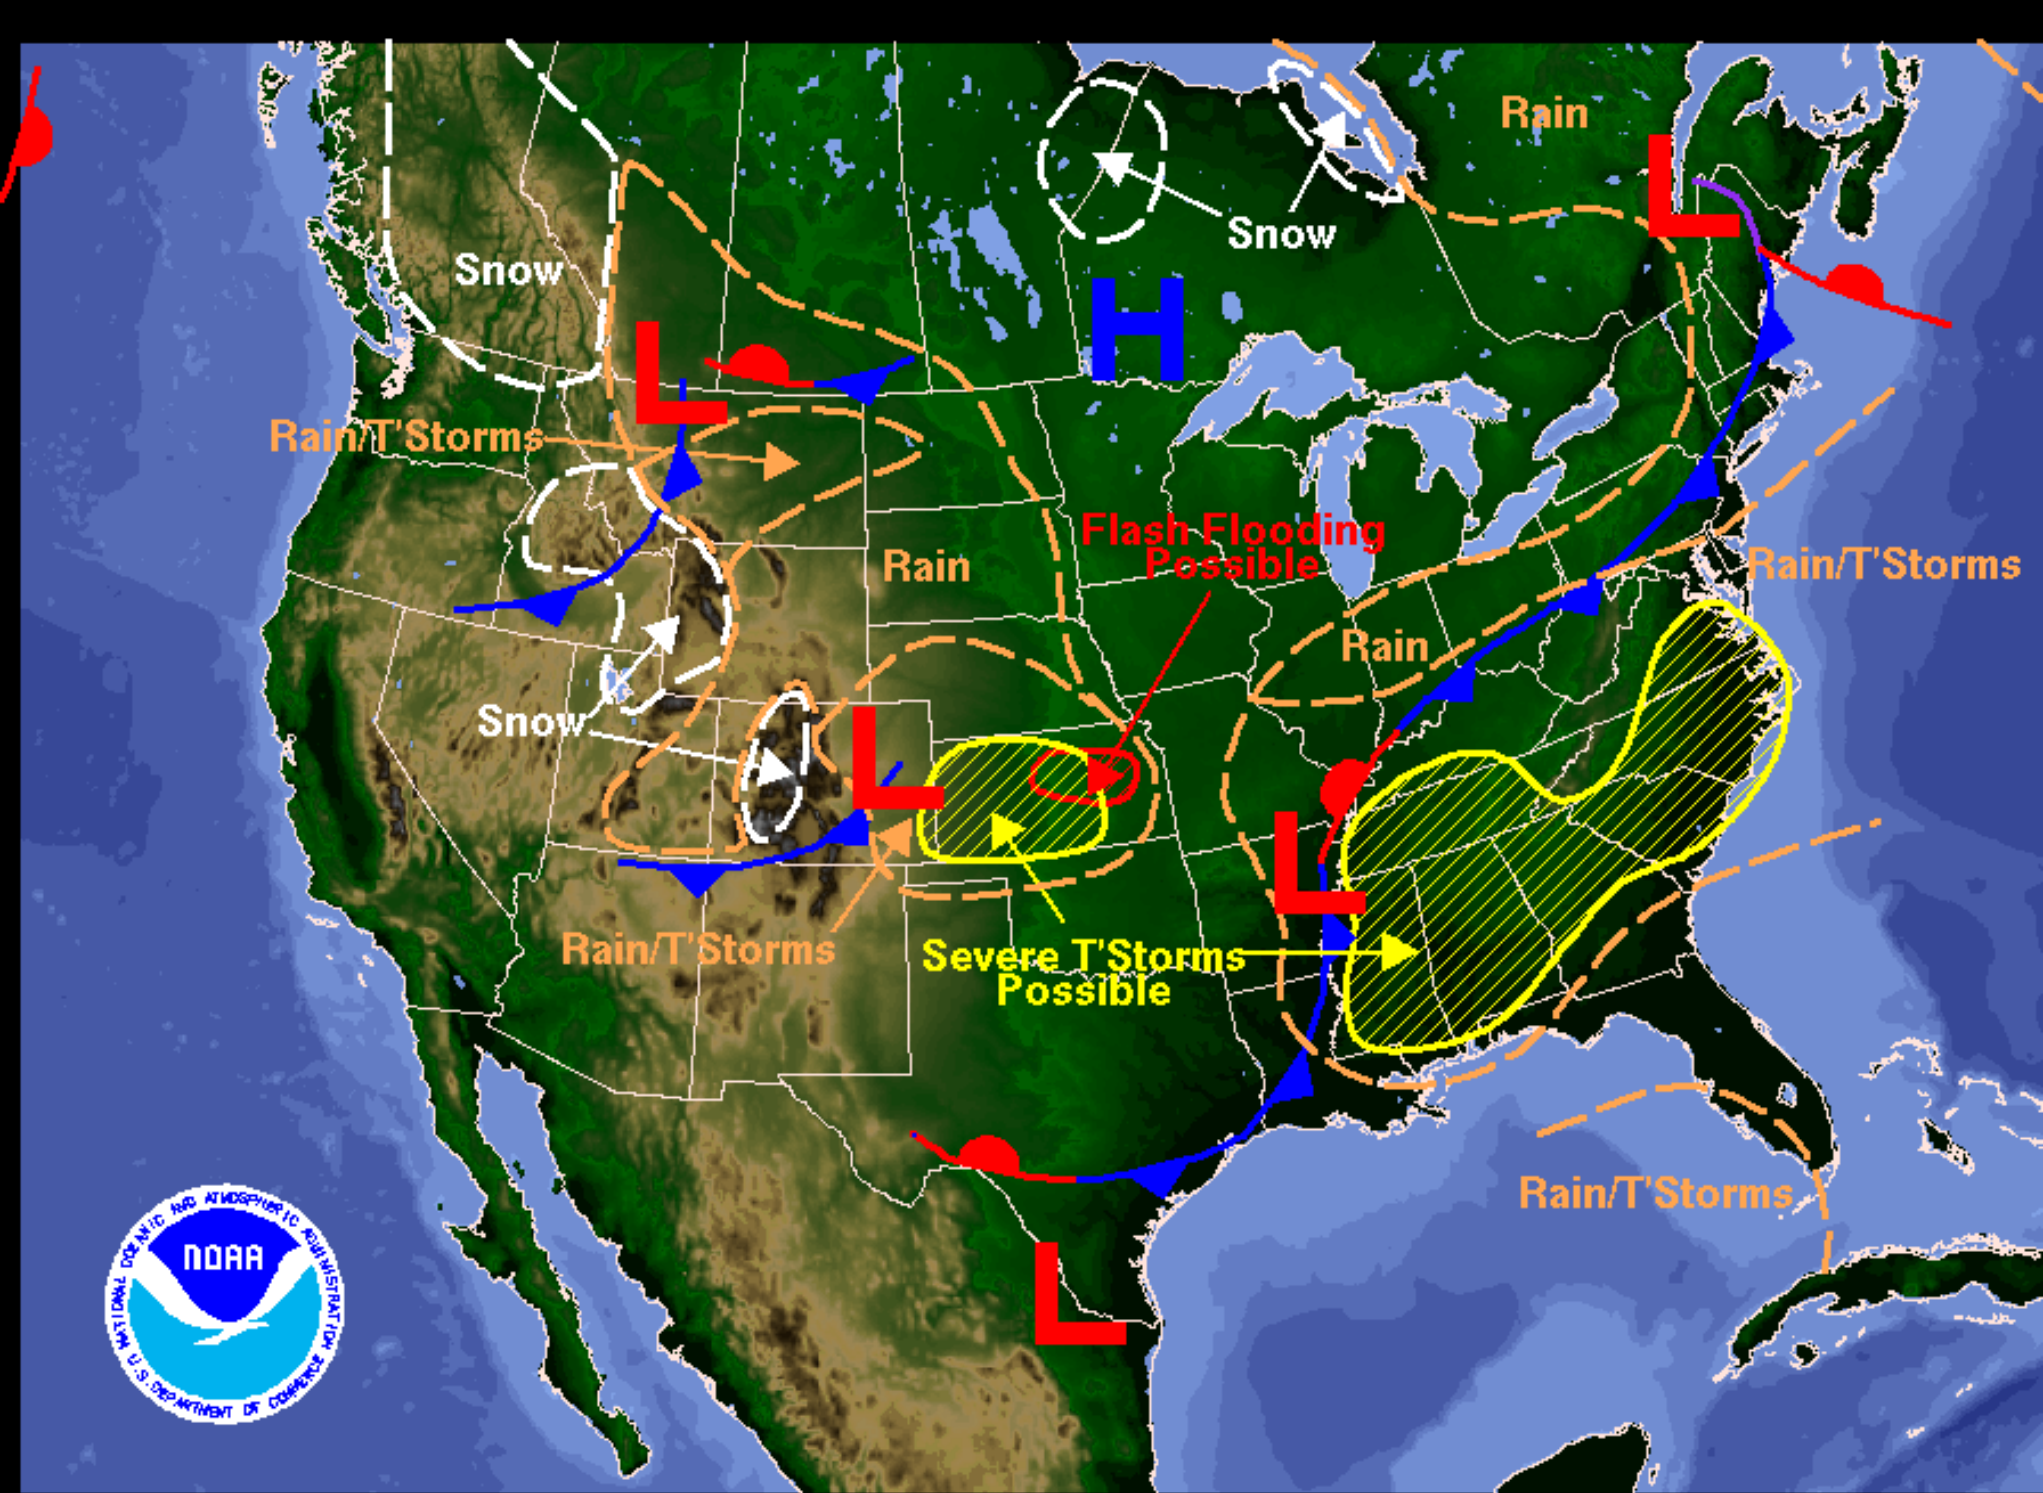 Rain
L
Snow
Snow
H
L
Rain/T'Storms
Flash Flooding
Possible
Rain
Rain/T'Storms
Rain
Snow
L
L
Rain/T'Storms
Severe T'Storms
Possible
Rain/T'Storms
L
NATIONAL OCEANIC AND ATMOSPHERIC ADMINISTRATION
NOAA
U.S. DEPARTMENT OF COMMERCE